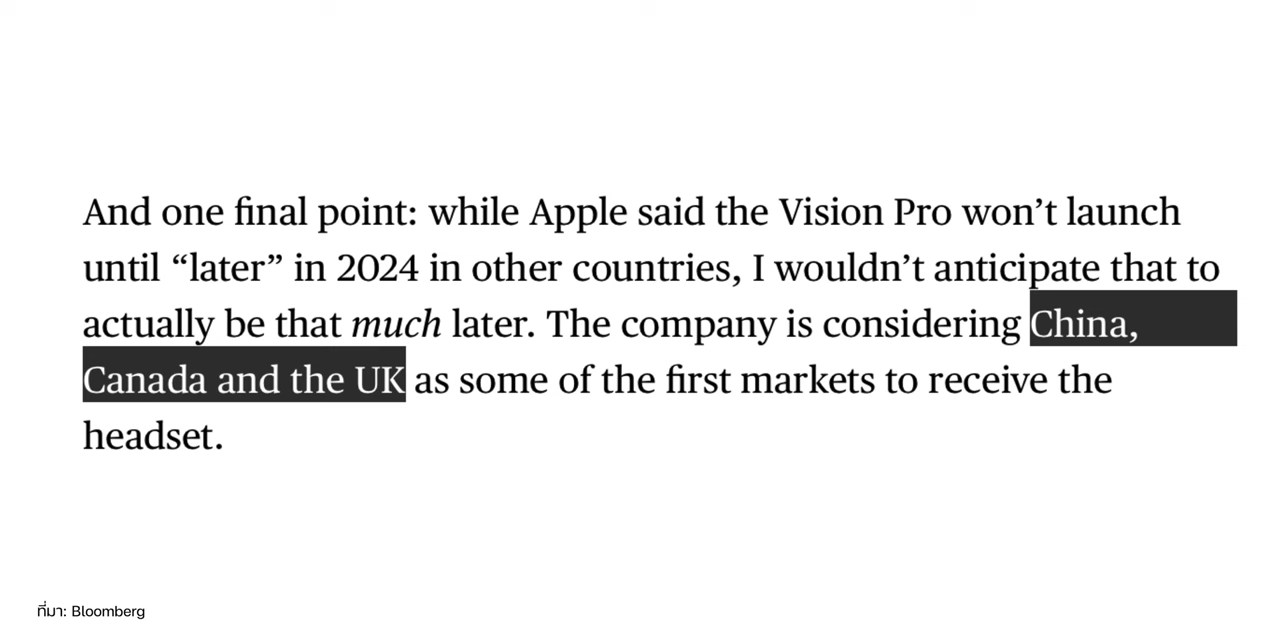 And one final point: while Apple said the Vision Pro won’t launch
until “later” in 2024 in other countries, I wouldn’t anticipate that to
actually be that much later. The company is considering China,
Canada and the UK as some of the first markets to receive the
headset.
ที่มา: Bloomberg